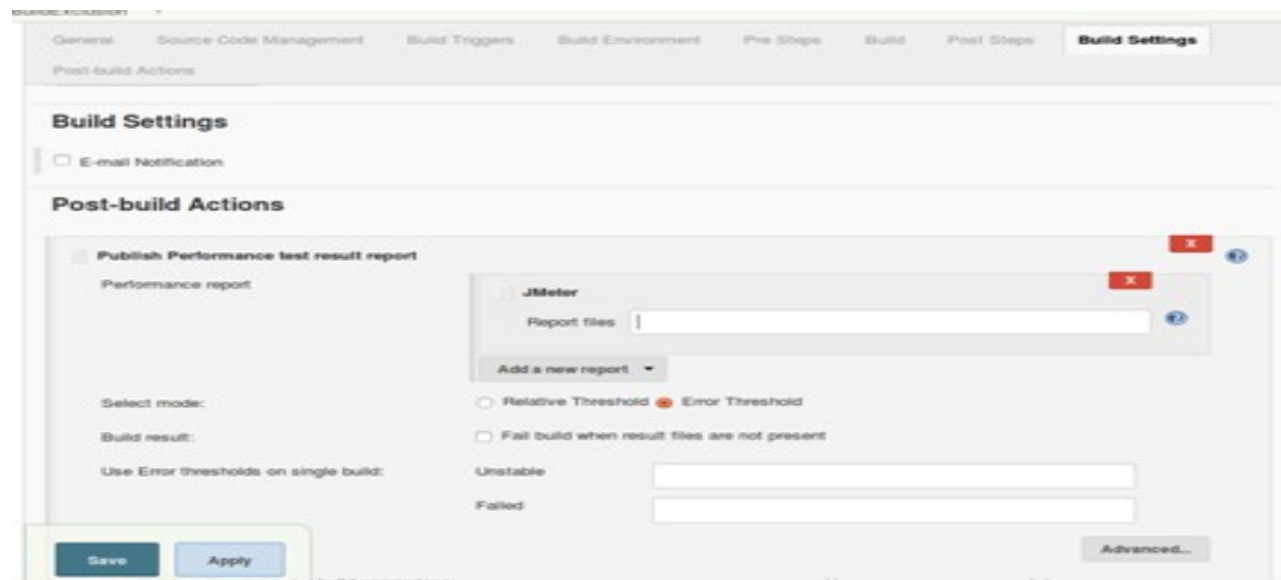 General Source Code Management Build Triggers Build Environment Pre Steps Build Post Steps Build Settings
Post-build Actions
Build Settings
E-mail Notification
Post-build Actions
Publish Performance test result report X
Performance report
JMeter X
Report files
Add a new report
Select mode: Relative Threshold Error Threshold
Build result: Fail build when result files are not present
Use Error thresholds on single build: Unstable
Failed
Advanced...
Save Apply